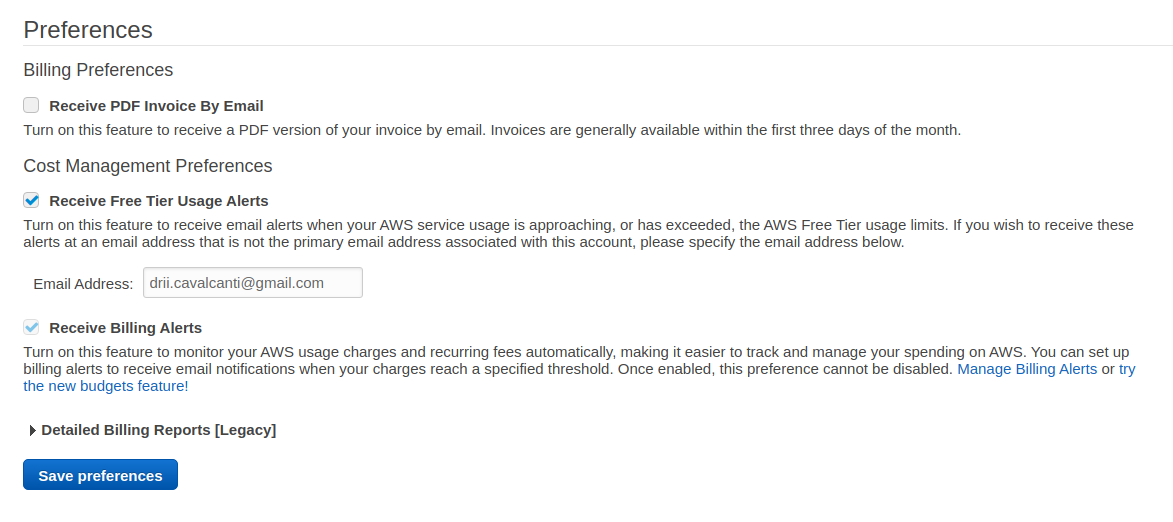 Preferences
Billing Preferences
Receive PDF Invoice By Email
Turn on this feature to receive a PDF version of your invoice by email. Invoices are generally available within the first three days of the month.
Cost Management Preferences
Receive Free Tier Usage Alerts
Turn on this feature to receive email alerts when your AWS service usage is approaching, or has exceeded, the AWS Free Tier usage limits. If you wish to receive these
alerts at an email address that is not the primary email address associated with this account, please specify the email address below.
Email Address: drii.cavalcanti@gmail.com
Receive Billing Alerts
Turn on this feature to monitor your AWS usage charges and recurring fees automatically, making it easier to track and manage your spending on AWS. You can set up
billing alerts to receive email notifications when your charges reach a specified threshold. Once enabled, this preference cannot be disabled. Manage Billing Alerts or try
the new budgets feature!
Detailed Billing Reports [Legacy]
Save preferences